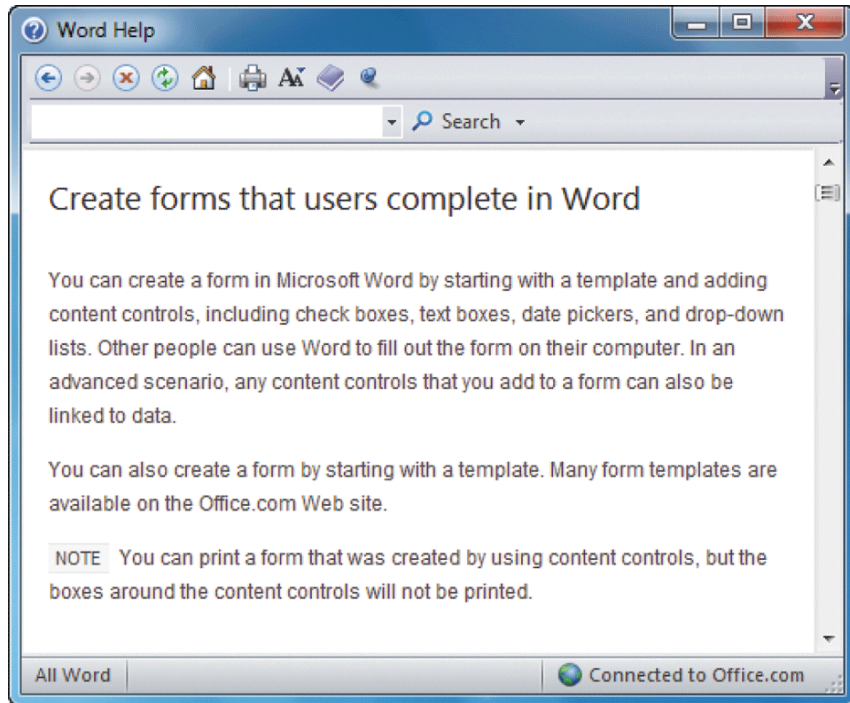 Word Help
Search
Create forms that users complete in Word
You can create a form in Microsoft Word by starting with a template and adding
content controls, including check boxes, text boxes, date pickers, and drop-down
lists. Other people can use Word to fill out the form on their computer. In an
advanced scenario, any content controls that you add to a form can also be
linked to data.
You can also create a form by starting with a template. Many form templates are
available on the Office.com Web site.
NOTE You can print a form that was created by using content controls, but the
boxes around the content controls will not be printed.
All Word
Connected to Office.com